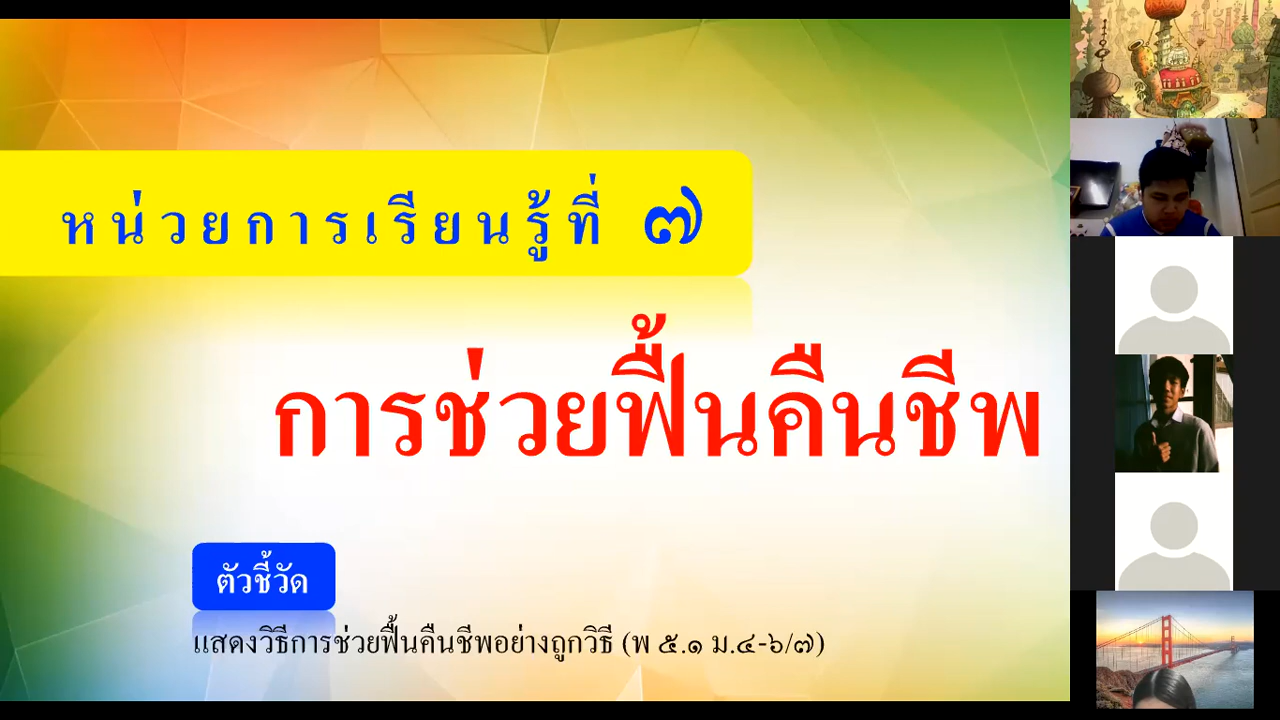 หน่วยการเรียนรู้ที่ ๗
การช่วยฟื้นคืนชีพ
ตัวชี้วัด
แสดงวิธีการช่วยฟื้นคืนชีพอย่างถูกวิธี (พ ๕.๑ ม.๔-๖/๗)